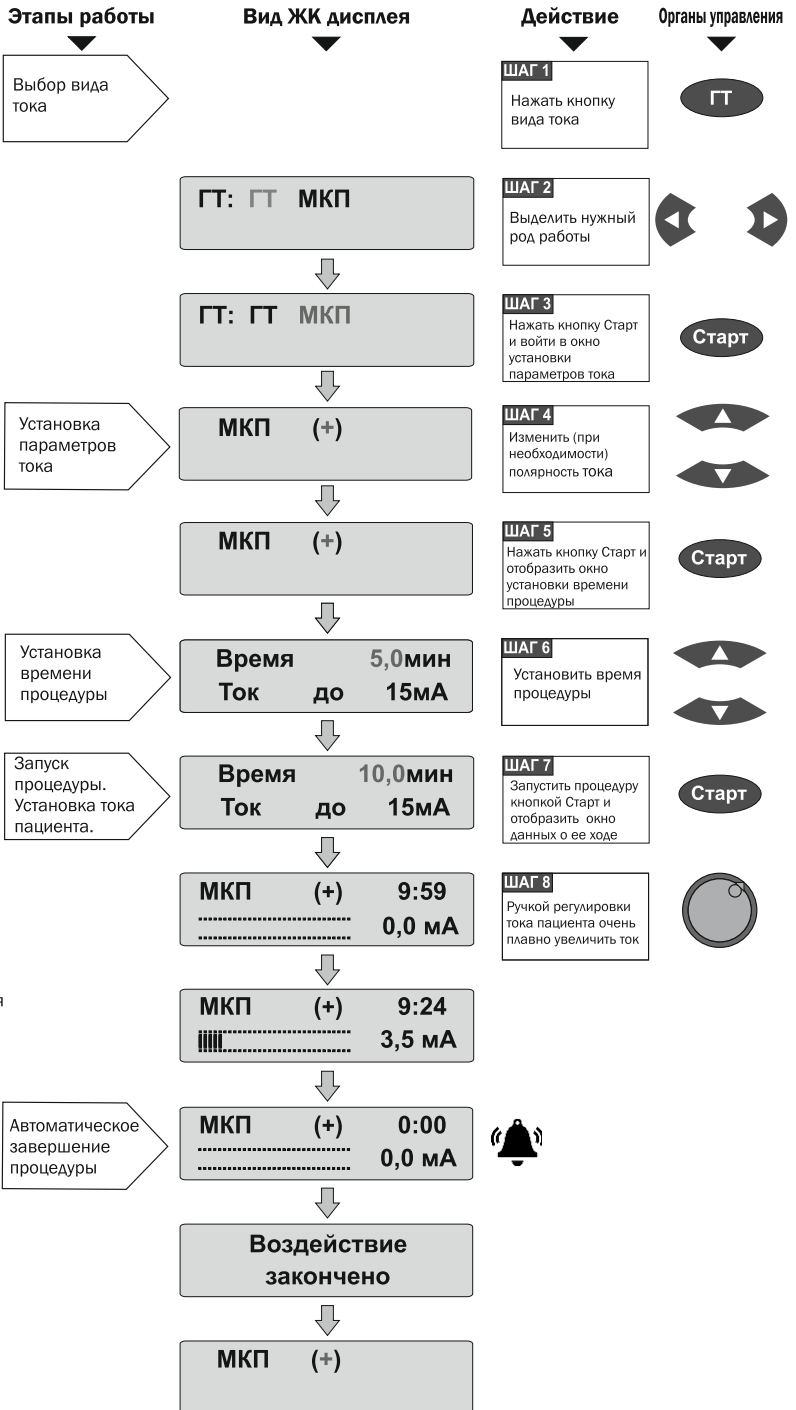 Этапы работы
Вид ЖК дисплея
Действие
Органы управления
Выбор вида
тока
ШАГ 1
Нажать кнопку
вида тока
ГТ
ГТ: ГТ МКП
ШАГ 2
Выделить нужный
род работы
ГТ: ГТ МКП
ШАГ 3
Нажать кнопку Старт
и войти в окно
установки
параметров тока
Старт
Установка
параметров
тока
МКП (+)
ШАГ 4
Изменить (при
необходимости)
полярность тока
МКП (+)
ШАГ 5
Нажать кнопку Старт и
отобразить окно
установки времени
процедуры
Старт
Установка
времени
процедуры
Время 5,0мин
Ток до 15мА
ШАГ 6
Установить время
процедуры
Запуск
процедуры.
Установка тока
пациента.
Время 10,0мин
Ток до 15мА
ШАГ 7
Запустить процедуру
кнопкой Старт и
отобразить окно
данных о ее ходе
Старт
МКП (+) 9:59
0,0 мА
ШАГ 8
Ручкой регулировки
тока пациента очень
плавно увеличить ток
я
МКП (+) 9:24
3,5 мА
Автоматическое
завершение
процедуры
МКП (+) 0:00
0,0 мА
Воздействие
закончено
МКП (+)